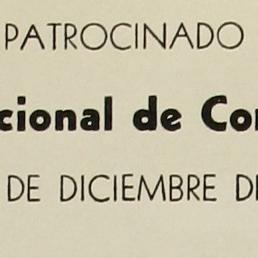 PATROCINADO
cional de Co
DE DICIEMBRE D